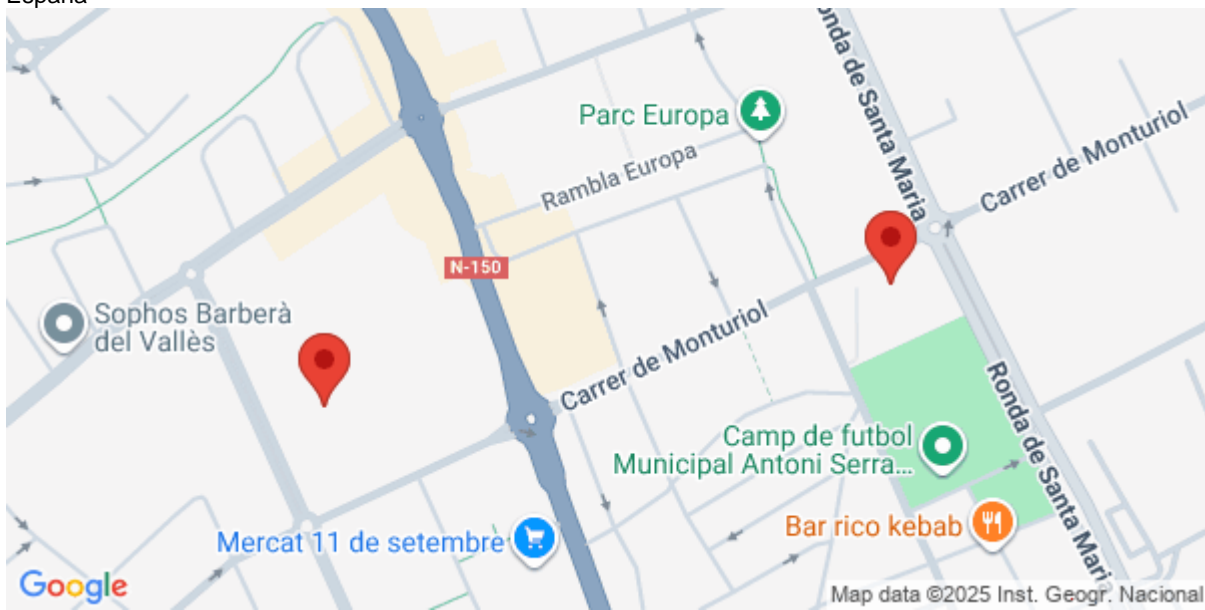 España
Ronda de Santa Maria
Parc Europa
Carrer de Monturiol
Rambla Europa
N-150
Sophos Barberà
del Vallès
Carrer de Monturiol
Ronda de Santa Maria
Camp de futbol
Municipal Antoni Serra...
Bar rico kebab
Mercat 11 de setembre
Google
Map data ©2025 Inst. Geogr. Nacional